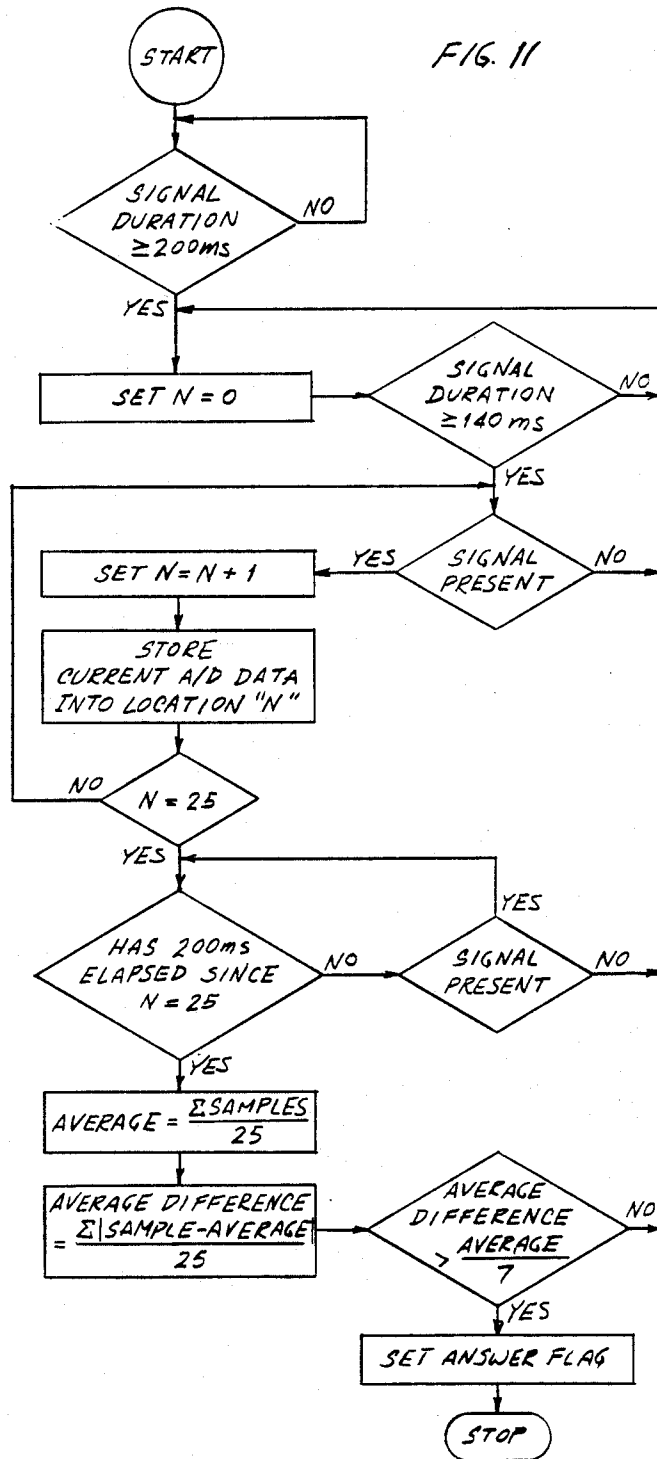 FIG. 11
START
SIGNAL
DURATION
≥200ms
NO
YES
SET N = 0
SIGNAL
DURATION
≥140ms
NO
YES
SIGNAL
PRESENT
YES
NO
SET N = N + 1
STORE
CURRENT A/D DATA
INTO LOCATION "N"
N = 25
NO
YES
HAS 200ms
ELAPSED SINCE
N = 25
NO
YES
SIGNAL
PRESENT
YES
NO
AVERAGE = ΣSAMPLES
25
AVERAGE DIFFERENCE
= Σ|SAMPLE-AVERAGE|
25
AVERAGE
DIFFERENCE
> AVERAGE
7
NO
YES
SET ANSWER FLAG
STOP